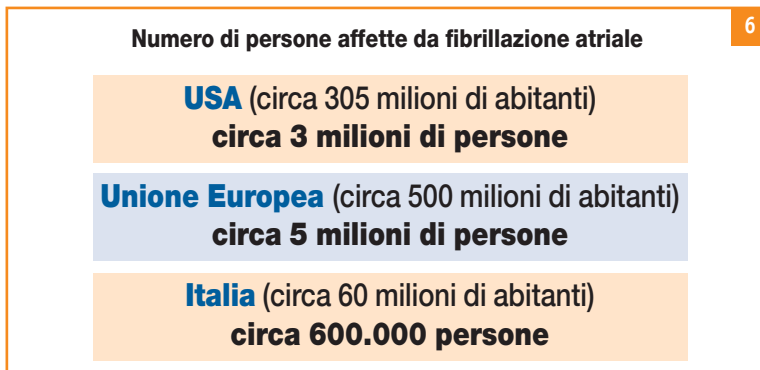 6
Numero di persone affette da fibrillazione atriale
USA (circa 305 milioni di abitanti)
circa 3 milioni di persone
Unione Europea (circa 500 milioni di abitanti)
circa 5 milioni di persone
Italia (circa 60 milioni di abitanti)
circa 600.000 persone